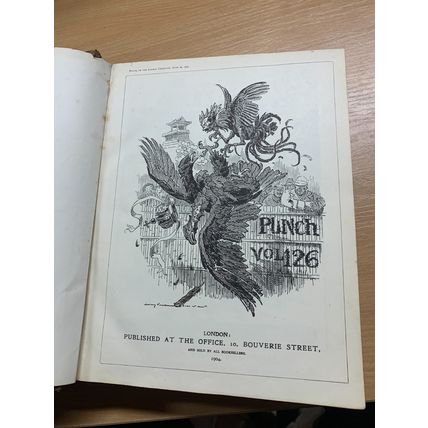 PUNCH
VOL 126
LONDON:
PUBLISHED AT THE OFFICE, 10, BOUVERIE STREET,
AND SOLD BY ALL BOOKSELLERS.
1904.